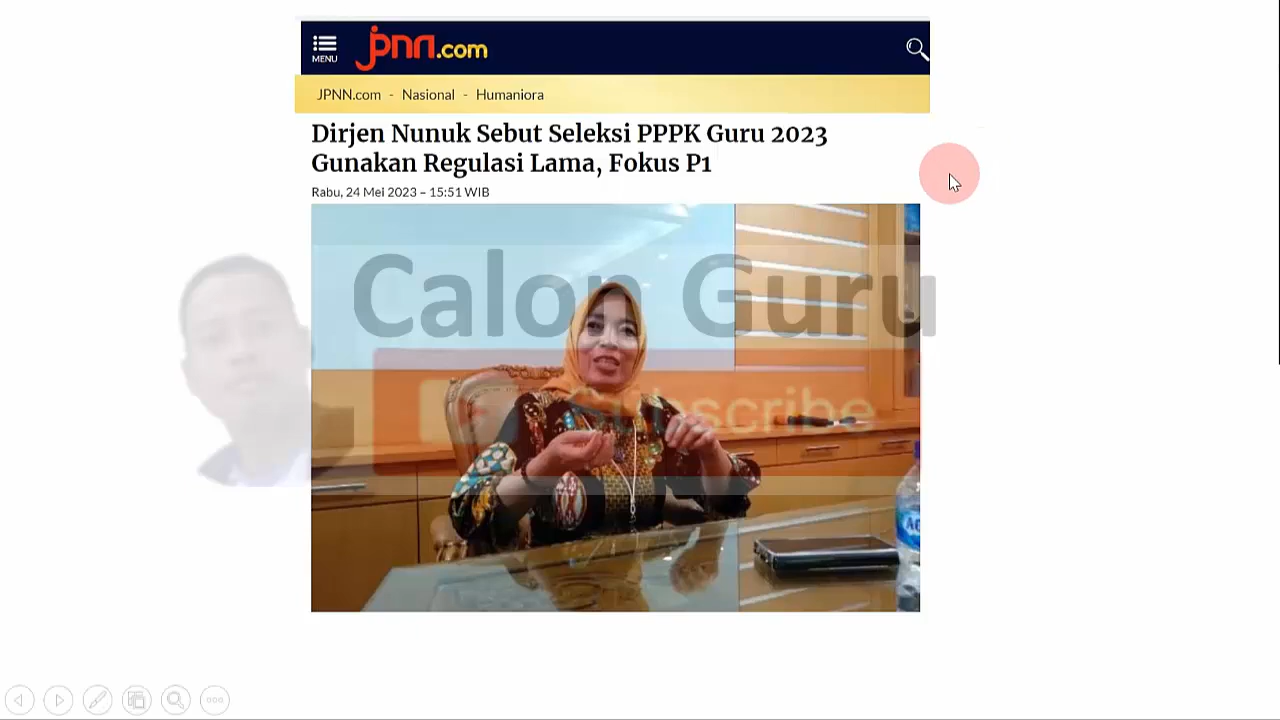 MENU
jpnn.com
JPNN.com - Nasional - Humaniora
Dirjen Nunuk Sebut Seleksi PPPK Guru 2023
Gunakan Regulasi Lama, Fokus P1
Rabu, 24 Mei 2023 – 15:51 WIB
Calon Guru
Subscribe